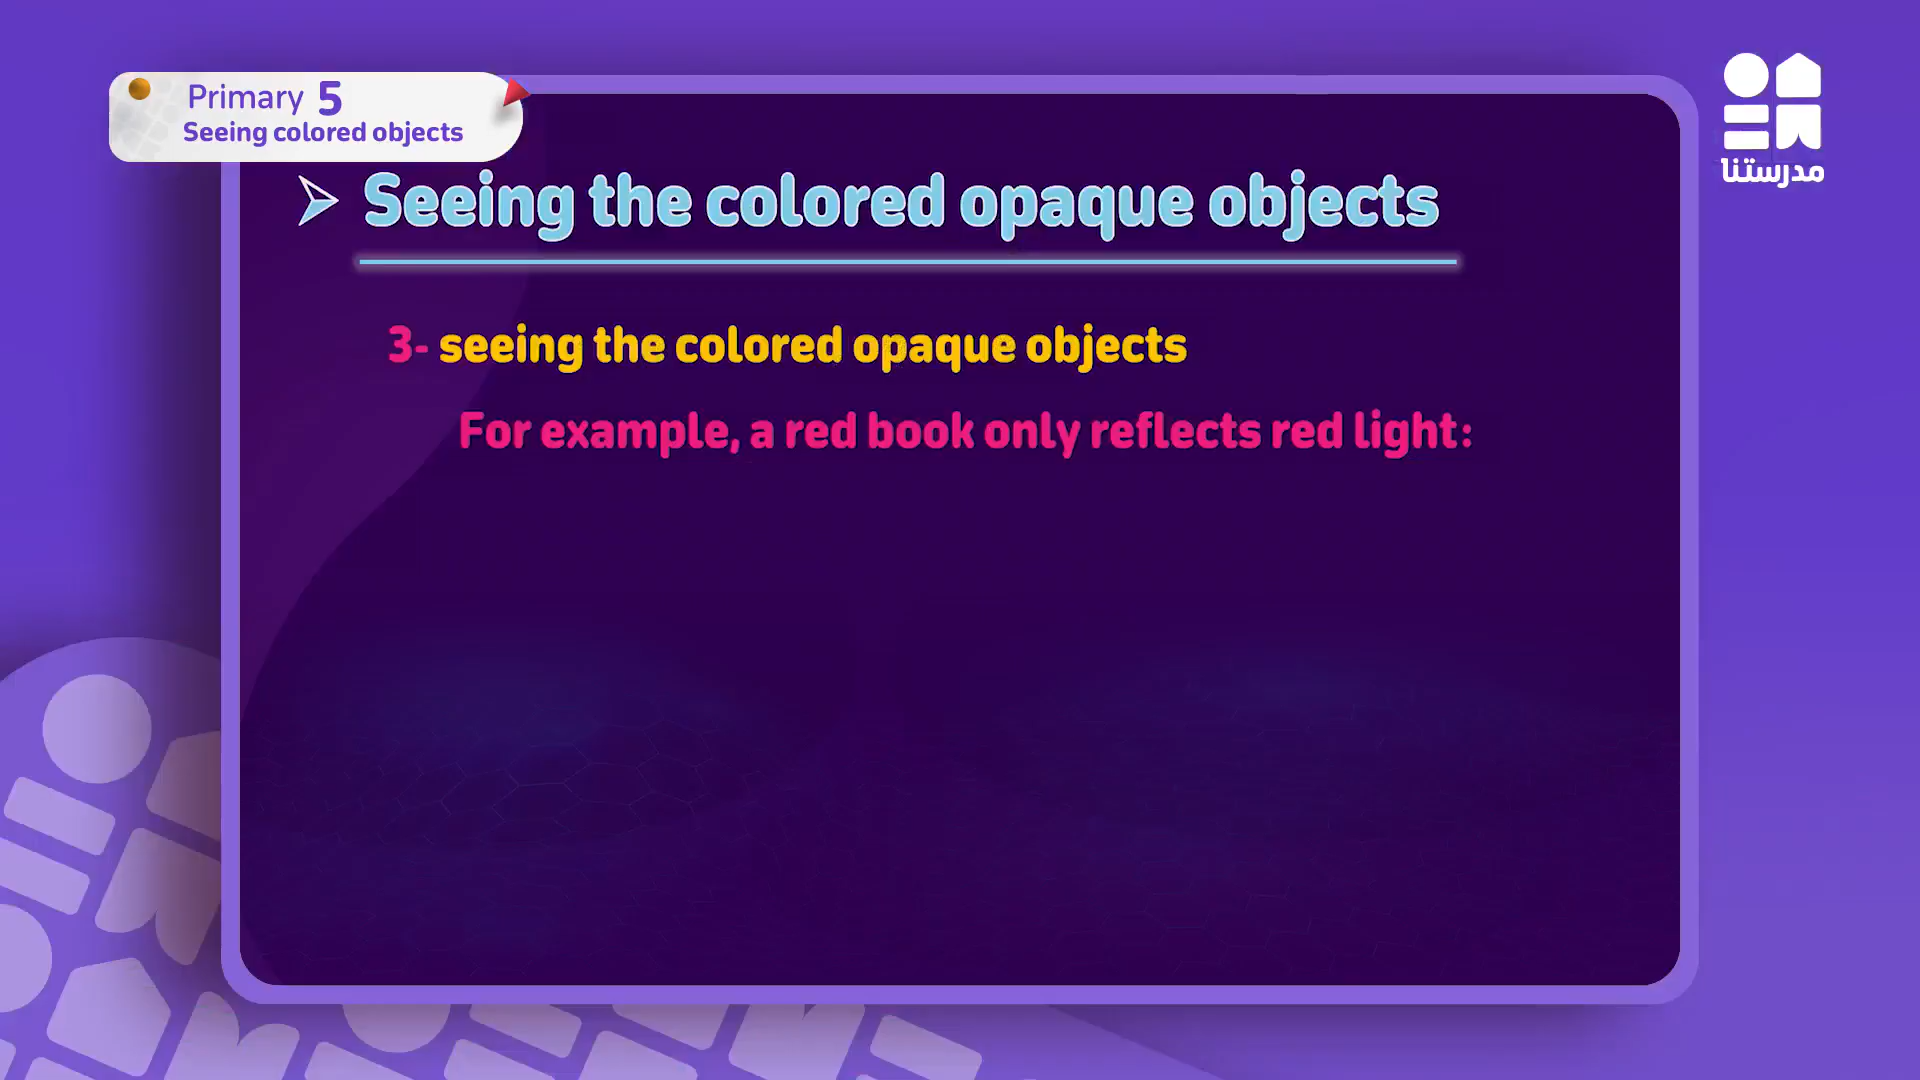 Primary 5
Seeing colored objects
مدرستنا
Seeing the colored opaque objects
3- seeing the colored opaque objects
For example, a red book only reflects red light: